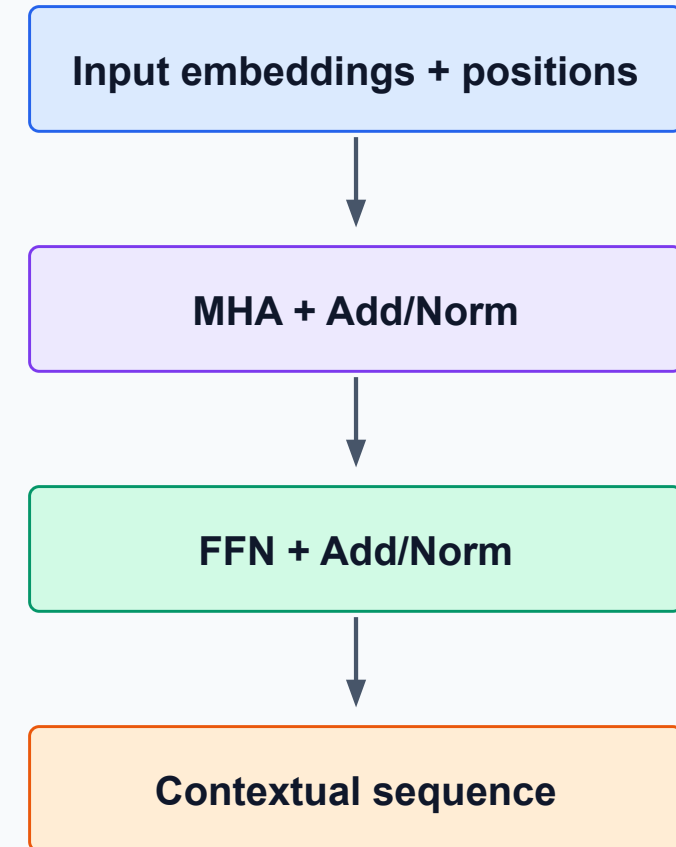 Input embeddings + positions
MHA + Add/Norm
FFN + Add/Norm
Contextual sequence